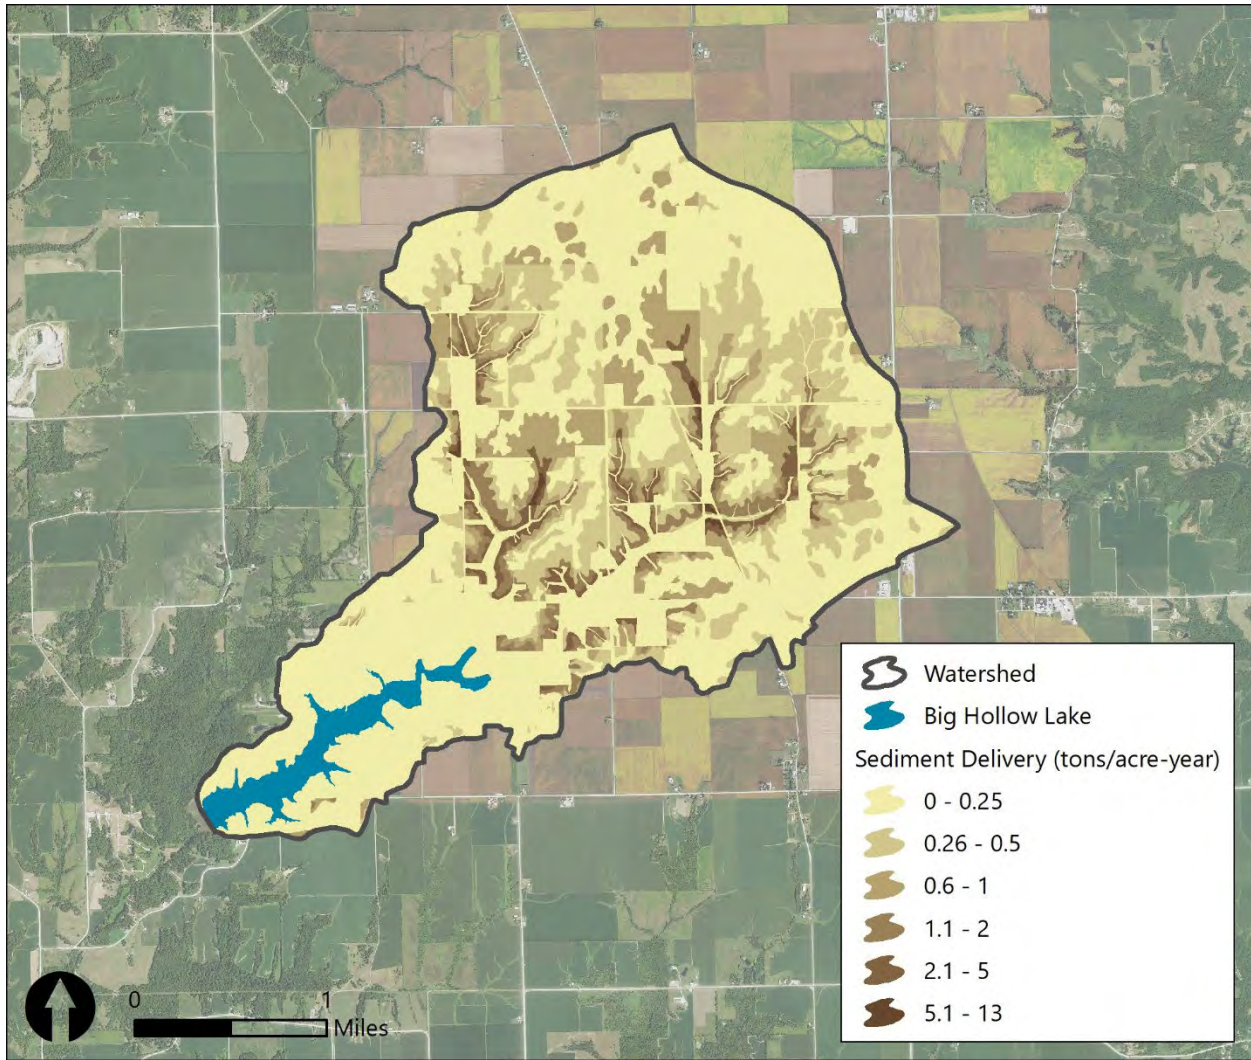 Watershed
Big Hollow Lake
Sediment Delivery (tons/acre-year)
0 - 0.25
0.26 - 0.5
0.6 - 1
1.1 - 2
2.1 - 5
5.1 - 13
0 1
Miles